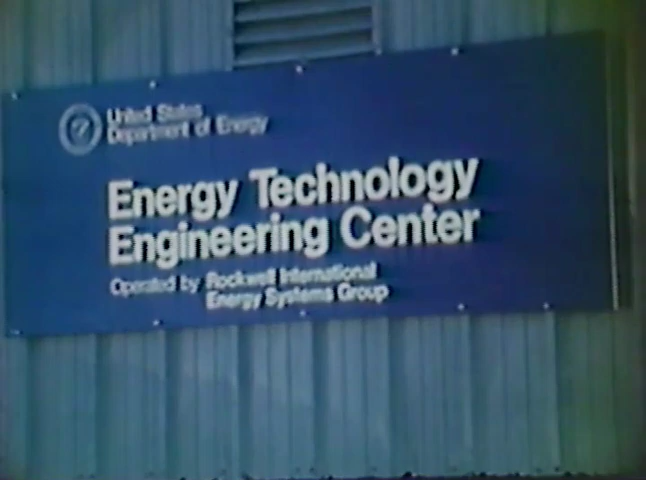 United States
Department of Energy
Energy Technology
Engineering Center
Operated by Rockwell International
Energy Systems Group